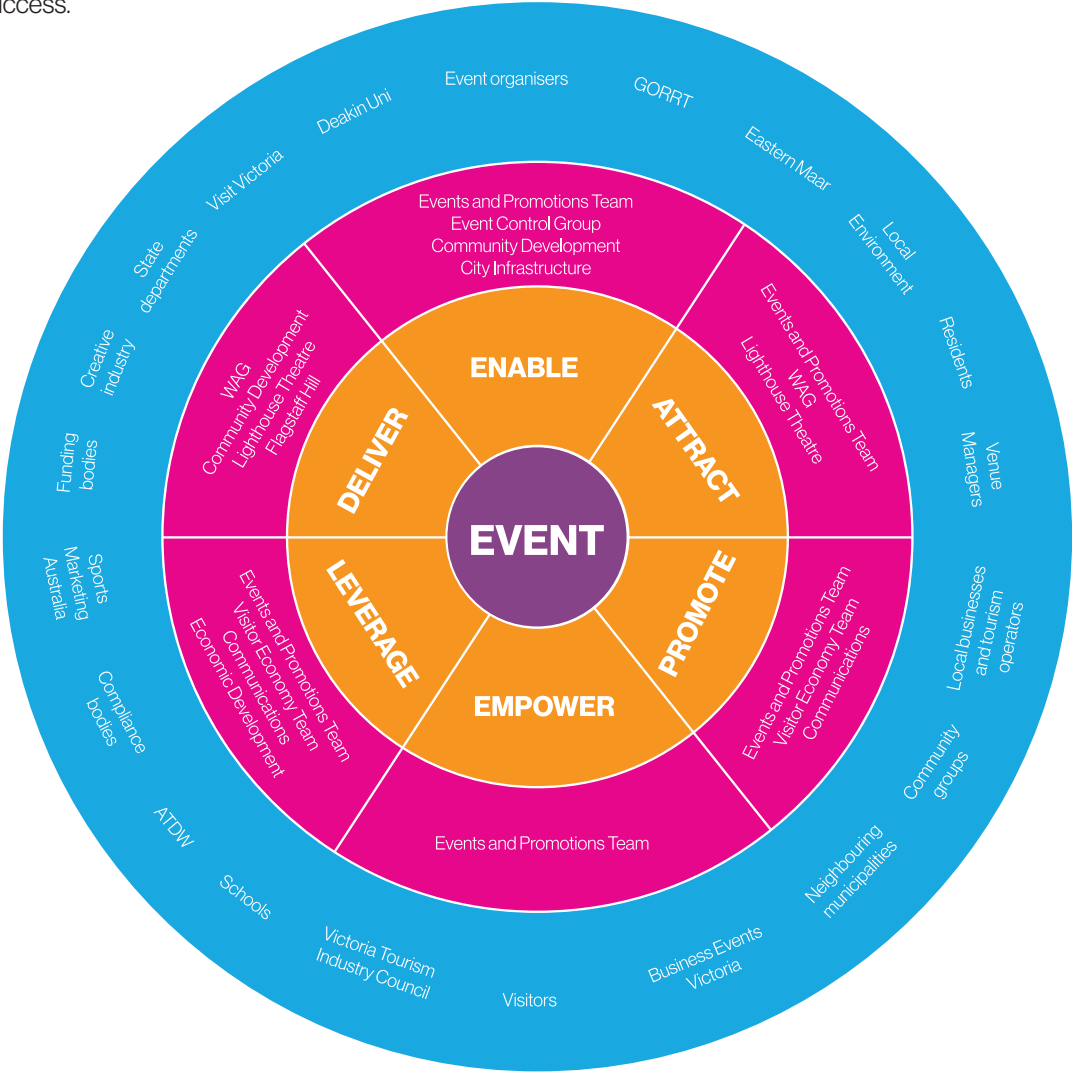 Event organisers
GORRT
Eastern Maar
Local
Environment
Residents
Venue
Managers
Local businesses
and tourism
operators
Community
groups
Neighbouring
municipalities
Business Events
Victoria
Visitors
Victoria Tourism
Industry Council
Schools
ATDW
Compliance
bodies
Sports
Marketing
Australia
Funding
bodies
Creative
industry
State
departments
Visit Victoria
Deakin Uni
Events and Promotions Team
Event Control Group
Community Development
City Infrastructure
Events and Promotions Team
WAG
Lighthouse Theatre
Events and Promotions Team
Visitor Economy Team
Communications
Events and Promotions Team
Events and Promotions Team
Visitor Economy Team
Communications
Economic Development
WAG
Community Development
Lighthouse Theatre
Flagstaff Hill
ENABLE
ATTRACT
PROMOTE
EMPOWER
LEVERAGE
DELIVER
EVENT